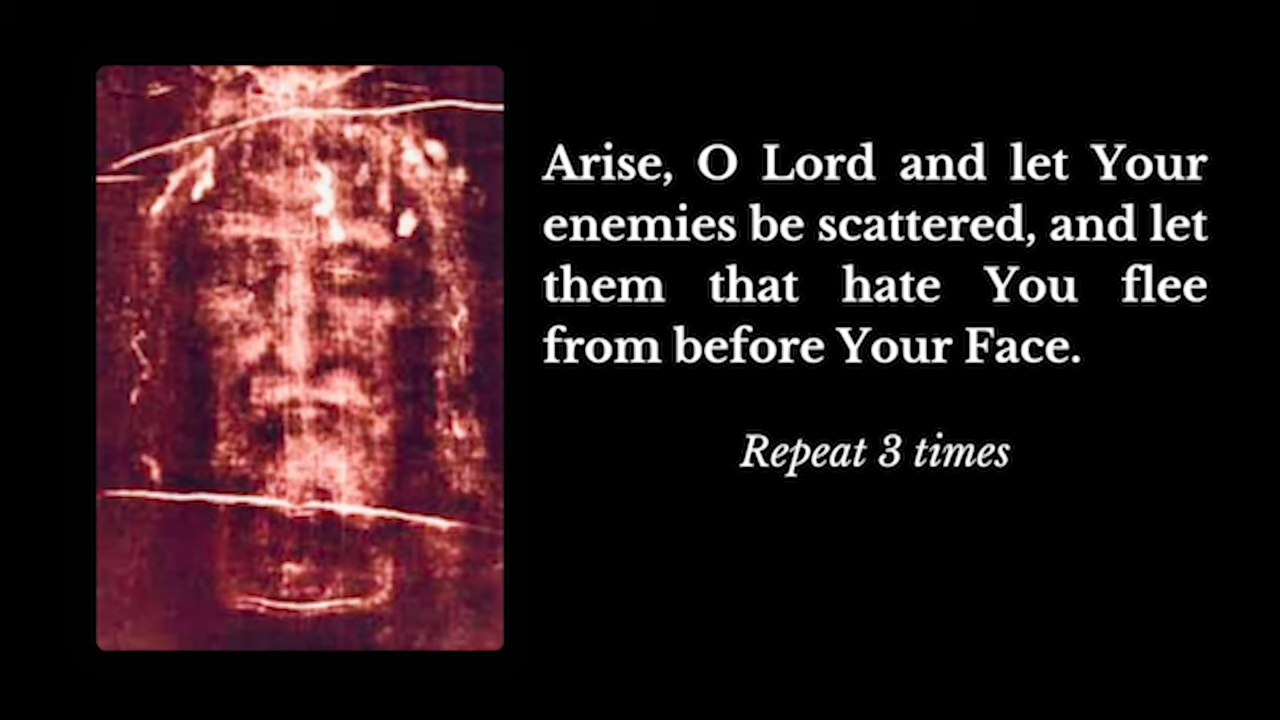 Arise, O Lord and let Your
enemies be scattered, and let
them that hate You flee
from before Your Face.
Repeat 3 times